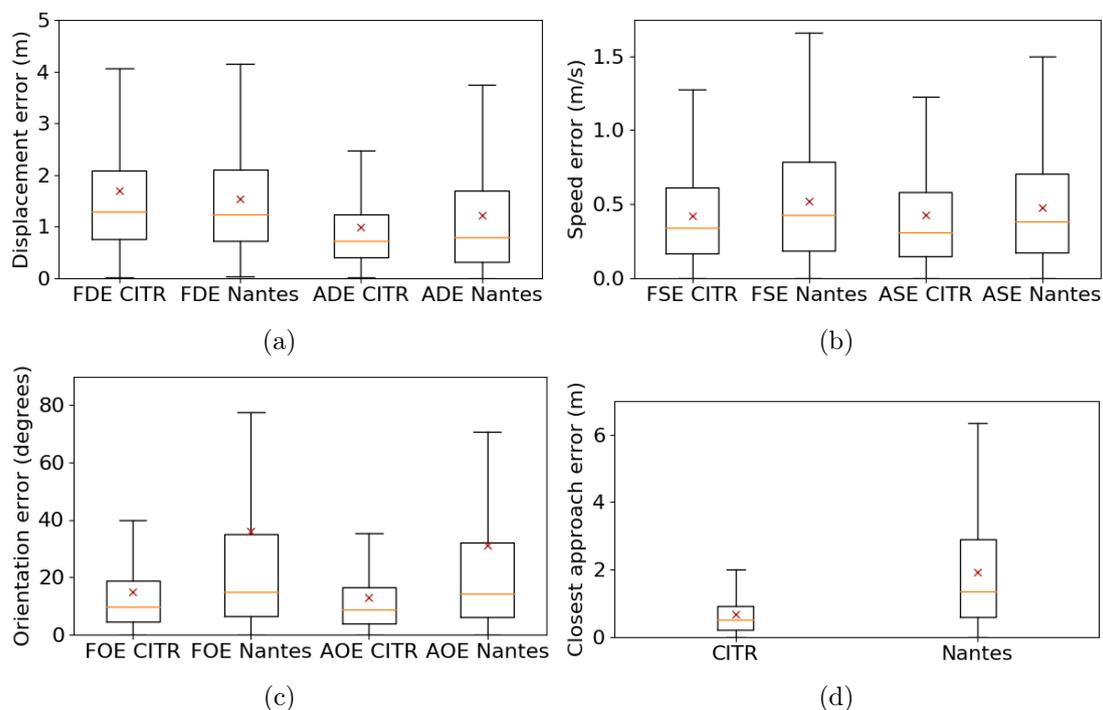 Displacement error (m)
5
4
3
2
1
0
FDE CITR FDE Nantes ADE CITR ADE Nantes
(a)
Speed error (m/s)
1.5
1.0
0.5
0.0
FSE CITR FSE Nantes ASE CITR ASE Nantes
(b)
Orientation error (degrees)
80
60
40
20
0
FOE CITR FOE Nantes AOE CITR AOE Nantes
(c)
Closest approach error (m)
6
4
2
0
CITR Nantes
(d)